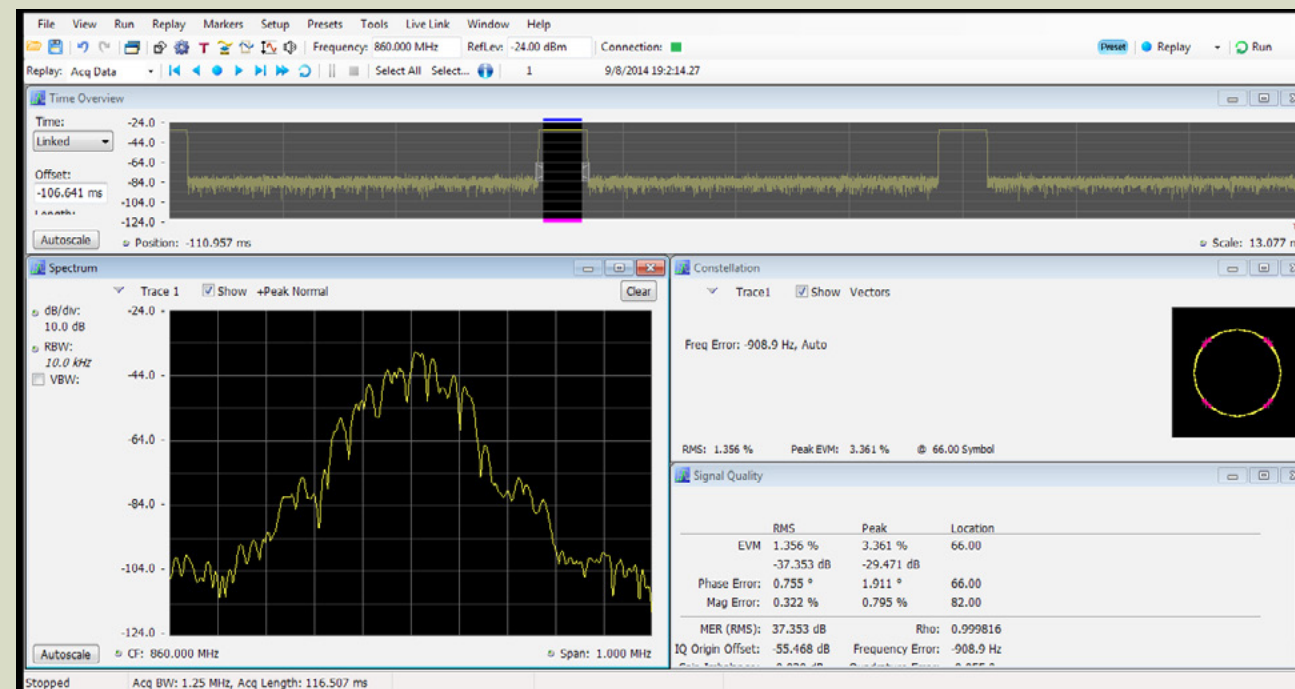 File View Run Replay Markers Setup Presets Tools Live Link Window Help
Frequency: 860.000 MHz RefLev: -24.00 dBm Connection: Preset Replay Run
Replay: Acq Data Select All Select... 1 9/8/2014 19:2:14.27
Time Overview
Time:
Linked
Offset:
-106.641 ms
Autoscale
-24.0
-44.0
-64.0
-84.0
-104.0
-124.0
Position: -110.957 ms
Scale: 13.077
Spectrum
Trace 1 Show +Peak Normal Clear
dB/div:
10.0 dB
RBW:
10.0 kHz
VBW:
-24.0
-44.0
-64.0
-84.0
-104.0
-124.0
Autoscale CF: 860.000 MHz Span: 1.000 MHz
Constellation
Trace1 Show Vectors
Freq Error: -908.9 Hz, Auto
RMS: 1.356 % Peak EVM: 3.361 % @ 66.00 Symbol
Signal Quality
RMS Peak Location
EVM 1.356 % 3.361 % 66.00
-37.353 dB -29.471 dB
Phase Error: 0.755 ° 1.911 ° 66.00
Mag Error: 0.322 % 0.795 % 82.00
MER (RMS): 37.353 dB Rho: 0.999816
IQ Origin Offset: -55.468 dB Frequency Error: -908.9 Hz
Stopped Acq BW: 1.25 MHz, Acq Length: 116.507 ms